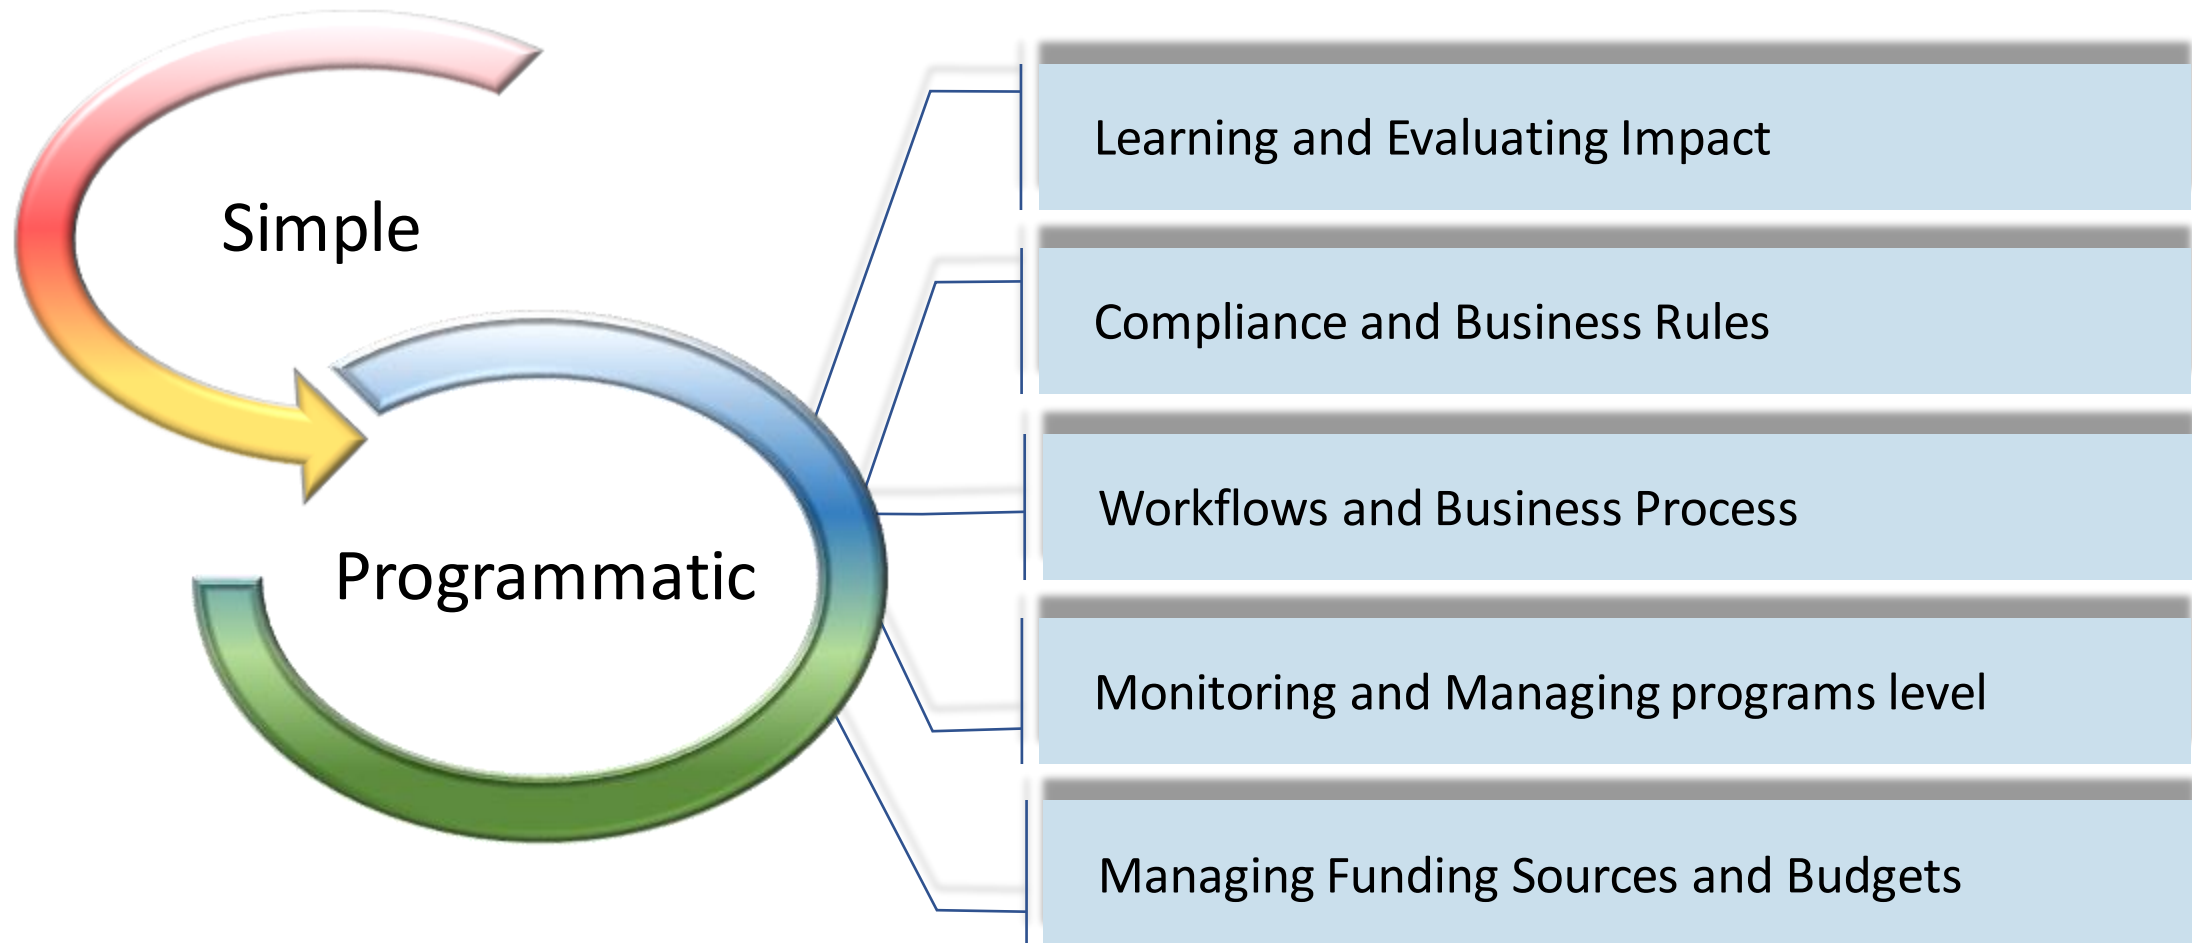 Simple
Programmatic
Learning and Evaluating Impact
Compliance and Business Rules
Workflows and Business Process
Monitoring and Managing programs level
Managing Funding Sources and Budgets